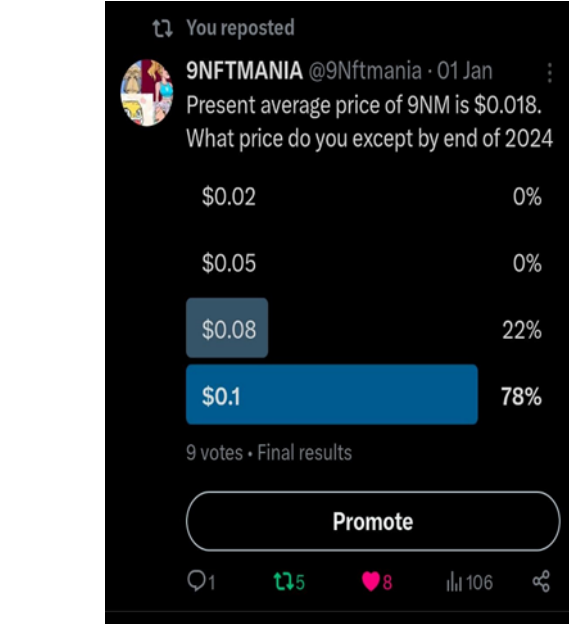 You reposted
9NFTMANIA @9Nftmania · 01 Jan
Present average price of 9NM is $0.018.
What price do you except by end of 2024
$0.02 0%
$0.05 0%
$0.08 22%
$0.1 78%
9 votes • Final results
Promote
1 5 8 106